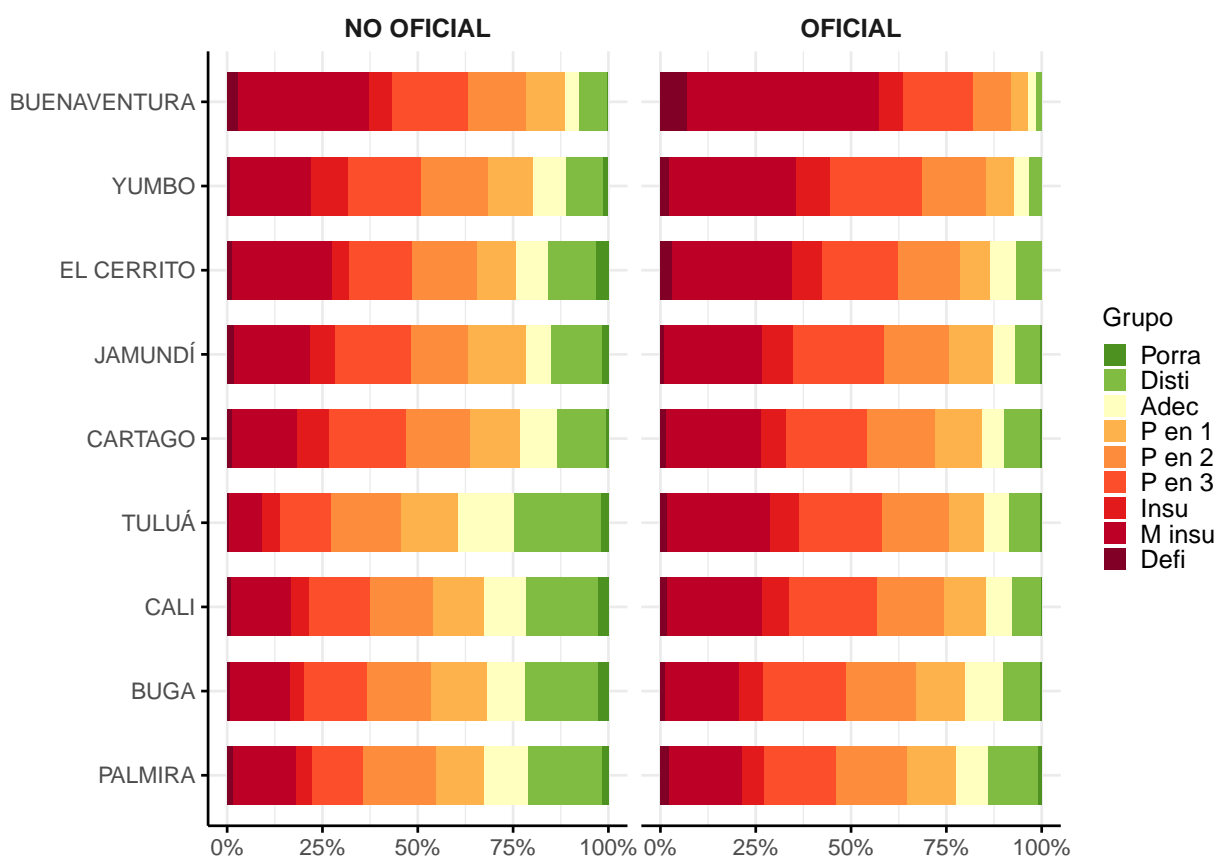 NO OFICIAL
OFICIAL
BUENAVENTURA
YUMBO
EL CERRITO
JAMUNDÍ
CARTAGO
TULUÁ
CALI
BUGA
PALMIRA
0% 25% 50% 75% 100% 0% 25% 50% 75% 100%
Grupo
Porra
Disti
Adec
P en 1
P en 2
P en 3
Insu
M insu
Defi